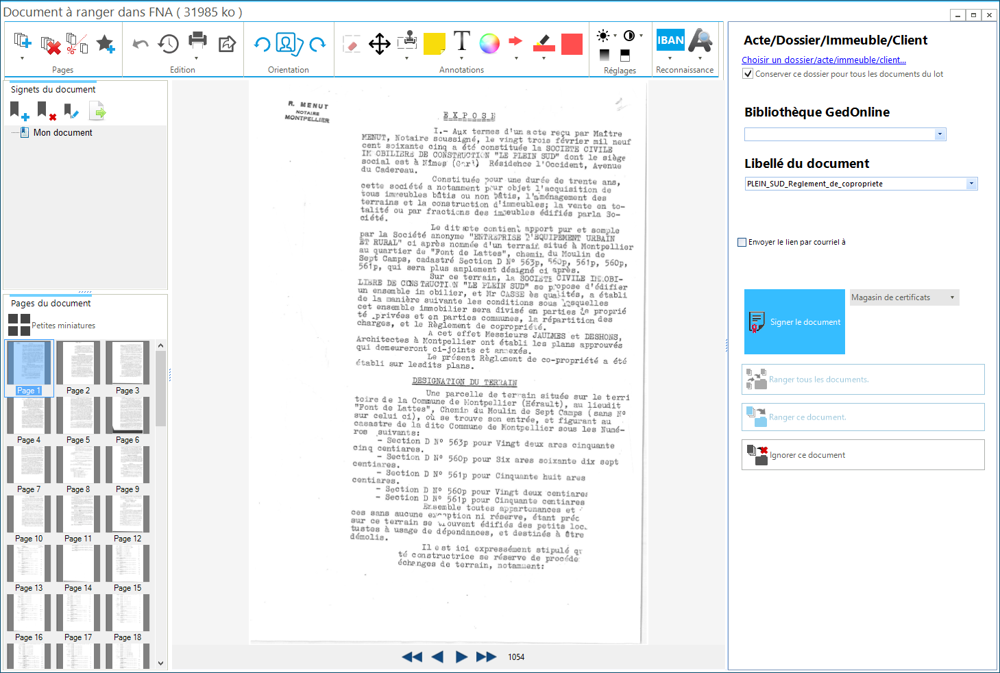 Document à ranger dans FNA ( 31985 ko )
Pages
Edition
Orientation
Annotations
Réglages
IBAN
Reconnaissance
Signets du document
Mon document
Pages du document
Petites miniatures
Page 1 Page 2 Page 3
Page 4 Page 5 Page 6
Page 7 Page 8 Page 9
Page 10 Page 11 Page 12
Page 13 Page 14 Page 15
Page 16 Page 17 Page 18
R. MENUT
NOTAIRE
MONTPELLIER
E X P O S E
I.- Aux termes d'un acte reçu par Maître
MENUT, Notaire soussigné, le vingt trois février mil neuf
cent soixante cinq a été constituée la SOCIETE CIVILE
IM OBILIERE DE CONSTRUCTION "LE PLEIN SUD" dont le siège
social est à Nîmes (Gard) Résidence l'Occident, Avenue
du Cadereau.
Constituée pour une durée de trente ans,
cette société a notamment pour objet l'acquisition de
tous immeubles bâtis ou non bâtis, l'aménagement des
terrains et la construction d'immeubles; la vente en to-
talité ou par fractions des immeubles édifiés parla So-
ciété.
Le dit acte contient apport pur et somple
par la Société anonyme "ENTREPRISE D'EQUIPEMENT URBAIN
ET RURAL" ci après nommée d'un terrain situé à Montpellier
au quartier de "Font de Lattes", chemin du Moulin de
Sept Camps, cadastré Section D N° 563p, 560p, 561p, 560p,
561p, qui sera plus amplement désigné ci après.
Sur ce terrain, la SOCIETE CIVILE IMMOBI-
LIERE DE CONSTRUCTION "LE PLEIN SUD" se propose d'édifier
un ensemble im obilier, et Mr CASSE ès qualités, a établi
de la manière suivante les conditions sous lesquelles
cet ensemble immobilier sera divisé en parties de proprié
té privées et en parties communes, la répartition des
charges, et le Règlement de copropriété.
A cet effet Messieurs JAULMES et DESHONS,
Architectes à Montpellier ont établi les plans approuvés
qui demeureront ci-joints et annexés.
Le présent Règlement de co-propriété a été
établi sur lesdits plans.
DESIGNATION DU TERRAIN
Une parcelle de terrain située sur le terri
toire de la Commune de Montpellier (Hérault), au lieudit
"Font de Lattes", Chemin du Moulin de Sept Camps (sans N°
sur celui ci), où se trouve son entrée, et figurant au
casastre de la dite Commune de Montpellier sous les Numé-
ros suivants:
- Section D N° 563p pour Vingt deux ares cinquante
cinq centiares.
- Section D N° 560p pour Six ares soixante dix sept
centiares.
- Section D N° 561p pour Cinquante huit ares
centiares.
- Section D N° 560p pour Vingt deux centiares
- Section D N° 561p pour Cinquante centiares
Ensemble toutes appartenances et
ces sans aucune exception ni réserve, étant préc
sur ce terrain se trouvent édifiés des petits loc
tustes à usage de dépendances, et destinés à être
démolis.
Il est ici expressément stipulé qu
té constructrice se réserve de procéde
échanges de terrain, notamment:
1054
Acte/Dossier/Immeuble/Client
Choisir un dossier/acte/immeuble/client...
Conserver ce dossier pour tous les documents du lot
Bibliothèque GedOnline
Libellé du document
PLEIN_SUD_Reglement_de_copropriete
Envoyer le lien par courriel à
Signer le document
Magasin de certificats
Ranger tous les documents.
Ranger ce document.
Ignorer ce document